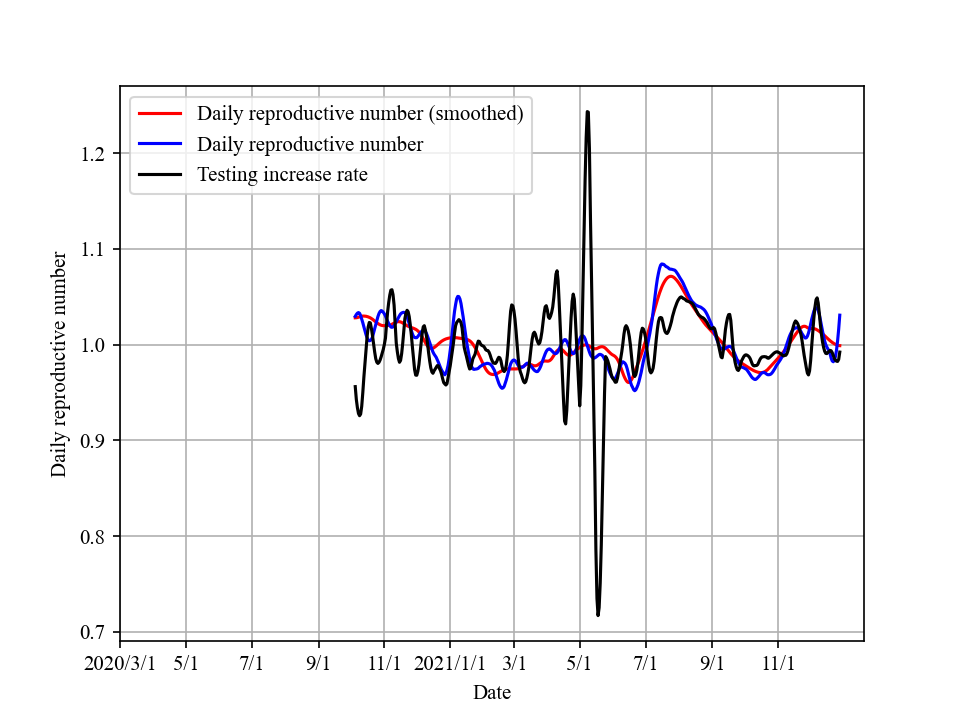 Daily reproductive number (smoothed)
Daily reproductive number
Testing increase rate
Daily reproductive number
1.2
1.1
1.0
0.9
0.8
0.7
2020/3/1 5/1 7/1 9/1 11/1 2021/1/1 3/1 5/1 7/1 9/1 11/1
Date